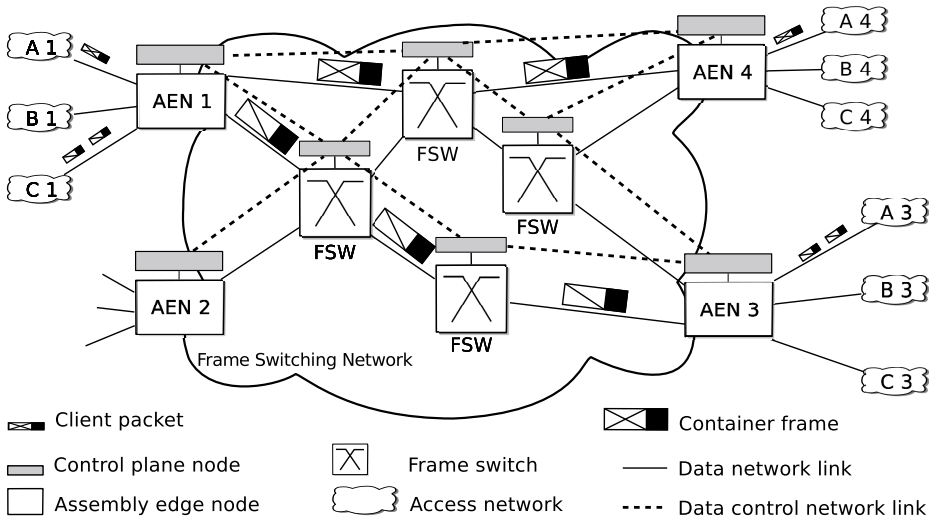 A 1
B 1
C 1
AEN 1
FSW
AEN 4
A 4
B 4
C 4
FSW
FSW
A 3
B 3
C 3
AEN 2
FSW
AEN 3
Frame Switching Network
Client packet
Container frame
Control plane node
Frame switch
Data network link
Assembly edge node
Access network
Data control network link